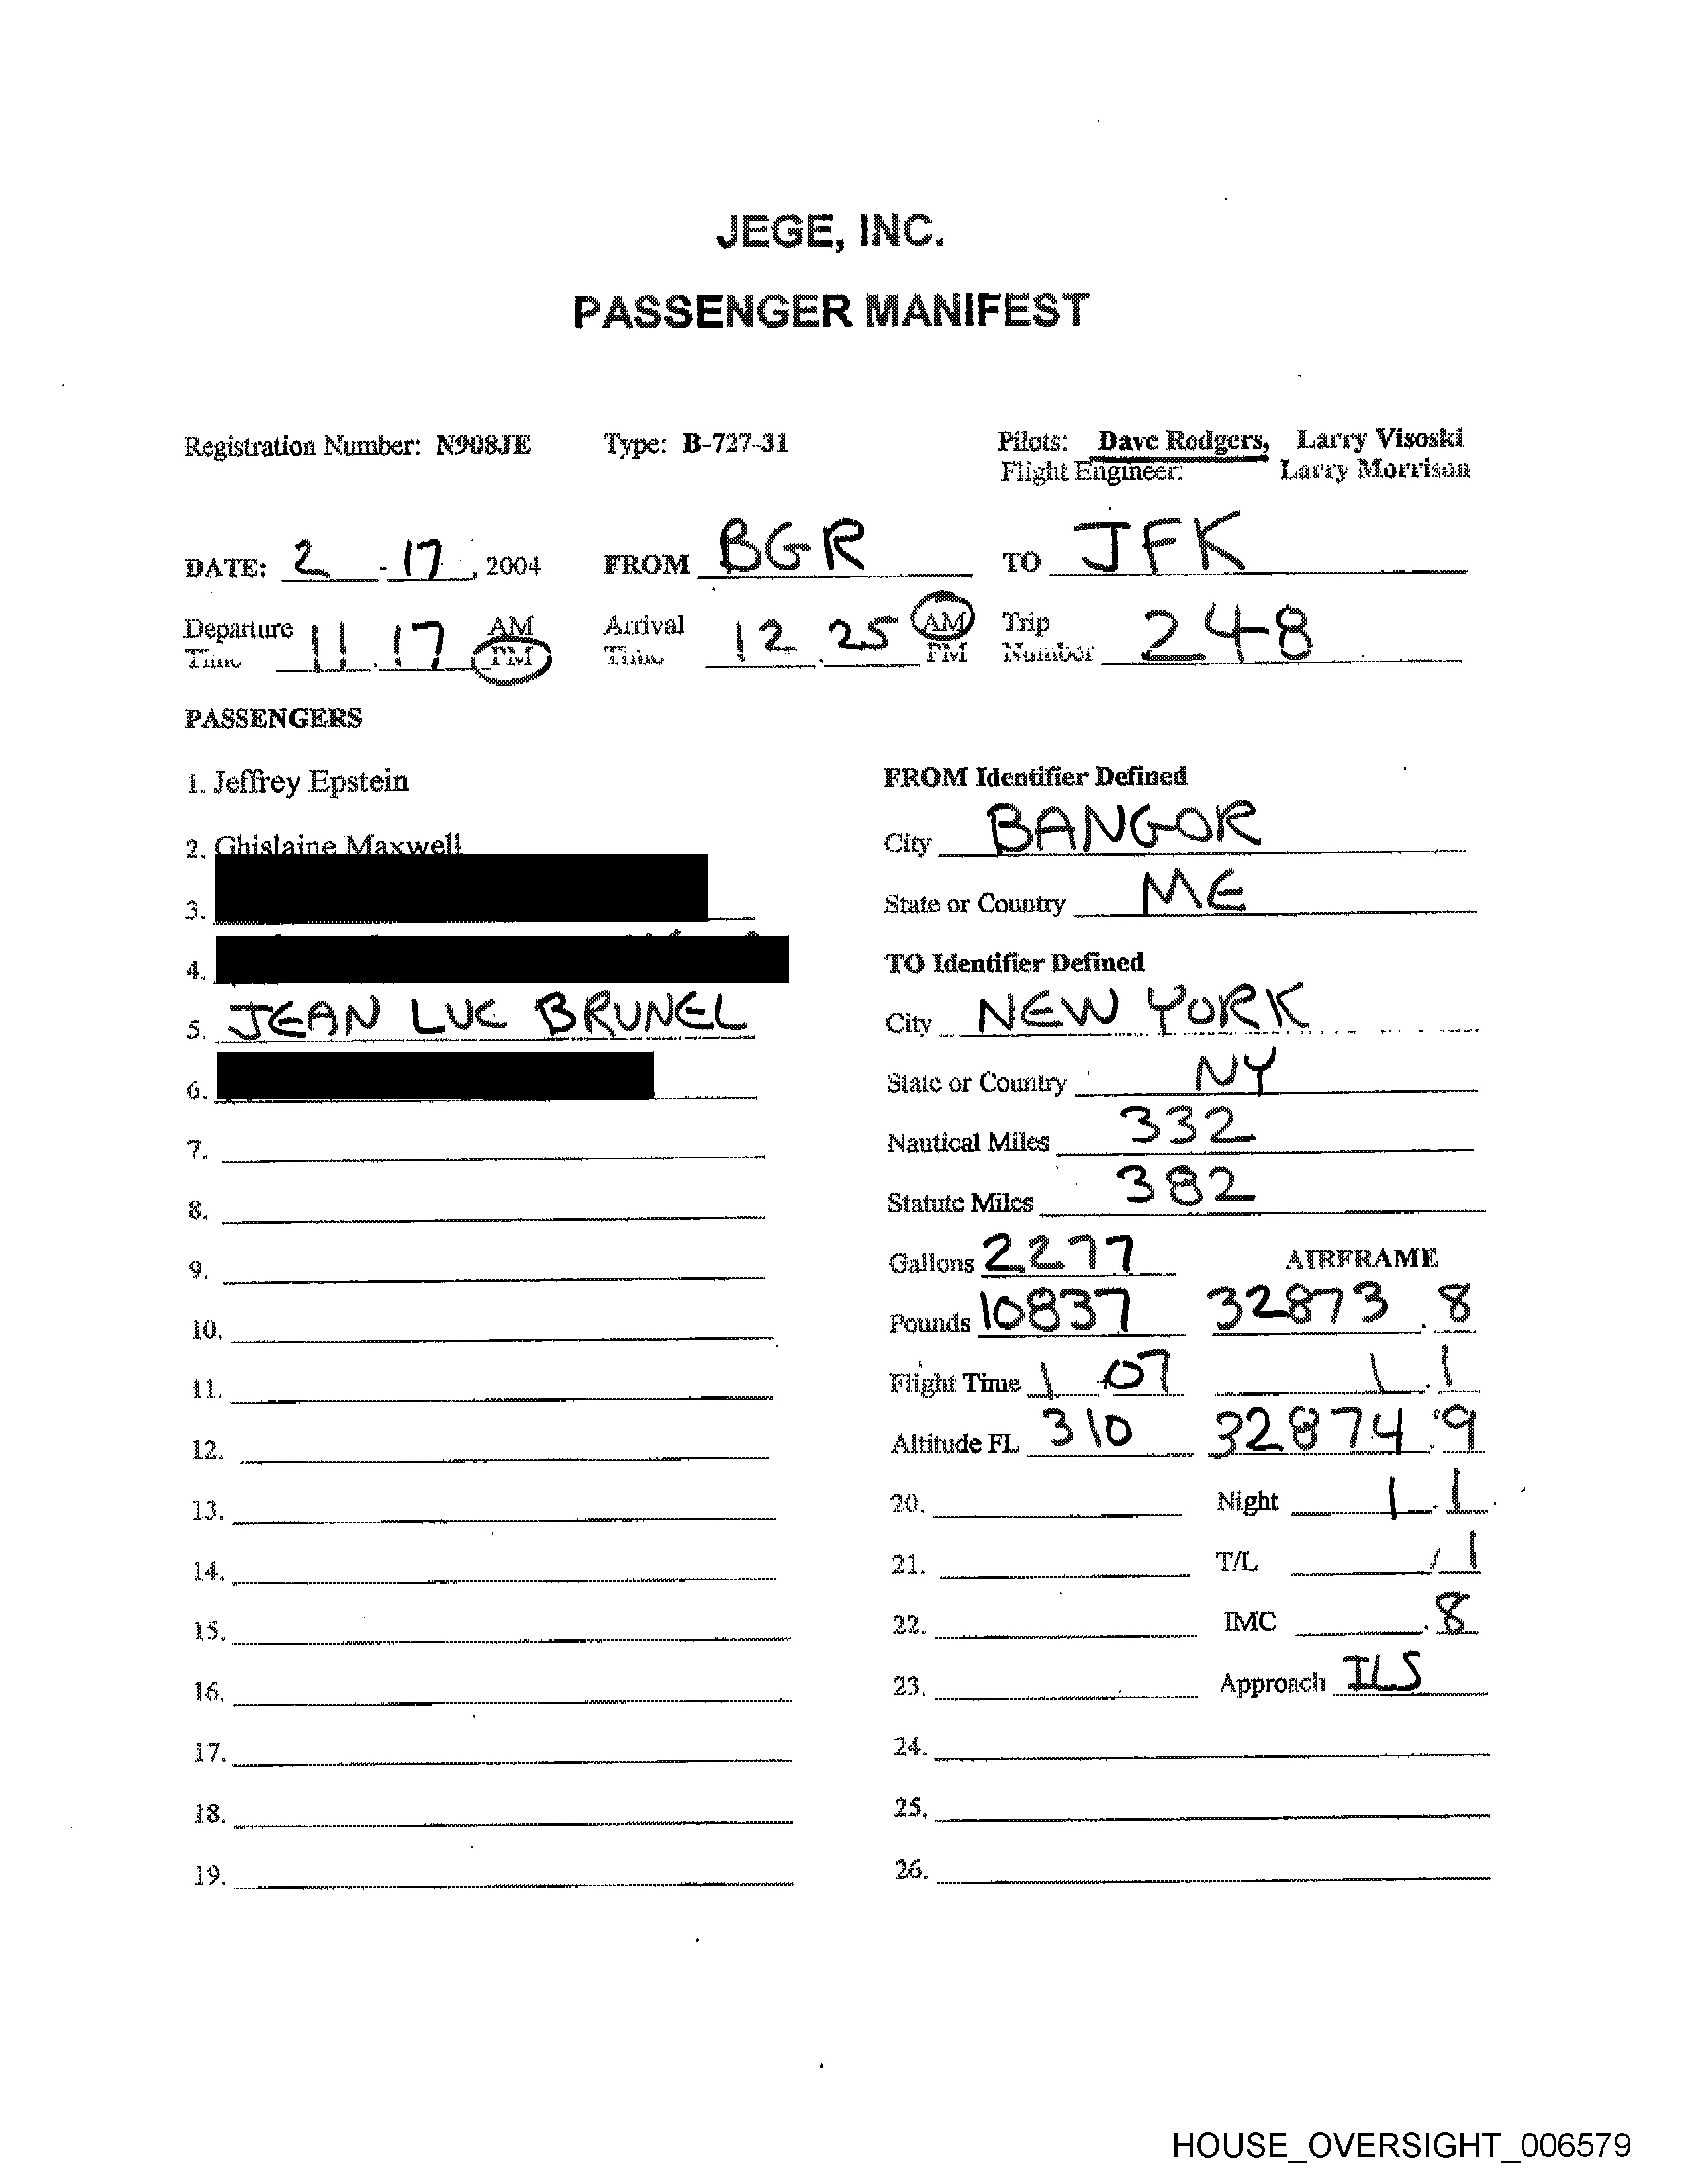 JEGE, INC.
PASSENGER MANIFEST
Registration Number: N908JE Type: B-727-31 Pilots: Dave Rodgers, Larry Visoski
Flight Engineer: Larry Morrison
DATE: 2 . 17, 2004 FROM BGR TO JFK
Departure Time 11.17 AM PM Arrival Time 12.25 AM PM Trip Number 248
PASSENGERS
1. Jeffrey Epstein
2. Ghislaine Maxwell
3.
4.
5. JEAN LUC BRUNEL
6.
7.
8.
9.
10.
11.
12.
13.
14.
15.
16.
17.
18.
19.
FROM Identifier Defined
City BANGOR
State or Country ME
TO Identifier Defined
City NEW YORK
State or Country NY
Nautical Miles 332
Statute Miles 382
Gallons 2277 AIRFRAME
Pounds 10837 32873.8
Flight Time 1 07 1.1
Altitude FL 310 32874.9
20. Night 1.1
21. T/L /1
22. IMC .8
23. Approach ILS
24.
25.
26.
HOUSE_OVERSIGHT_006579